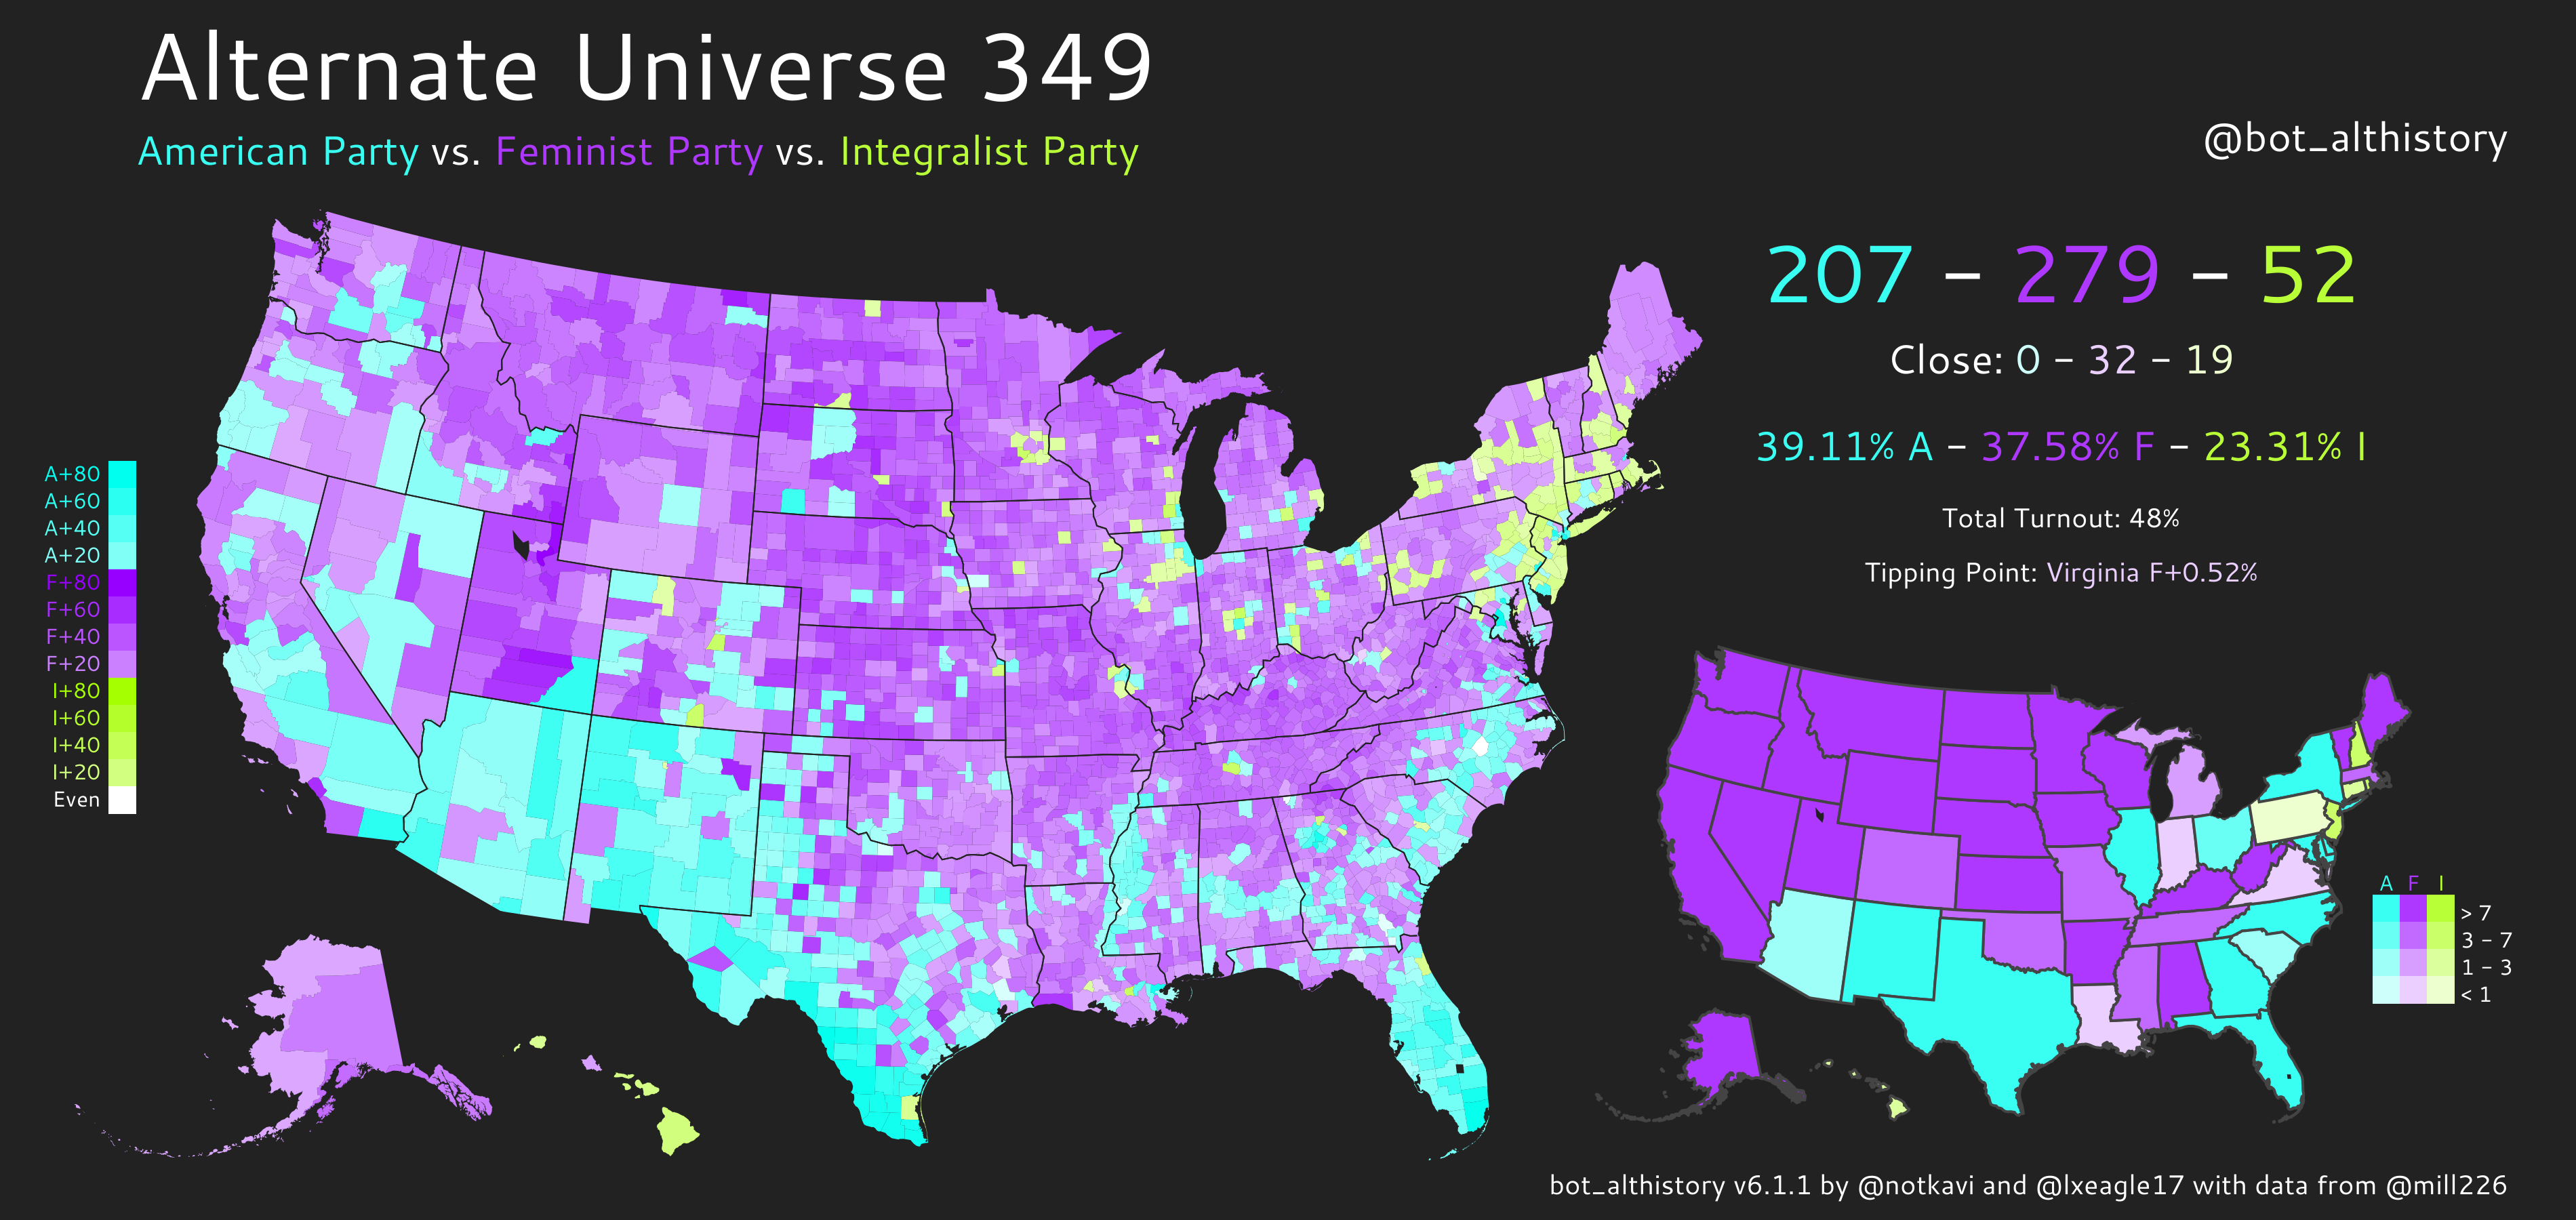 Alternate Universe 349
American Party vs. Feminist Party vs. Integralist Party
@bot_althistory
207 – 279 – 52
Close: 0 – 32 – 19
39.11% A – 37.58% F – 23.31% I
Total Turnout: 48%
Tipping Point: Virginia F+0.52%
A+80
A+60
A+40
A+20
F+80
F+60
F+40
F+20
I+80
I+60
I+40
I+20
Even
A F I
> 7
3 - 7
1 - 3
< 1
bot_althistory v6.1.1 by @notkavi and @lxeagle17 with data from @mill226